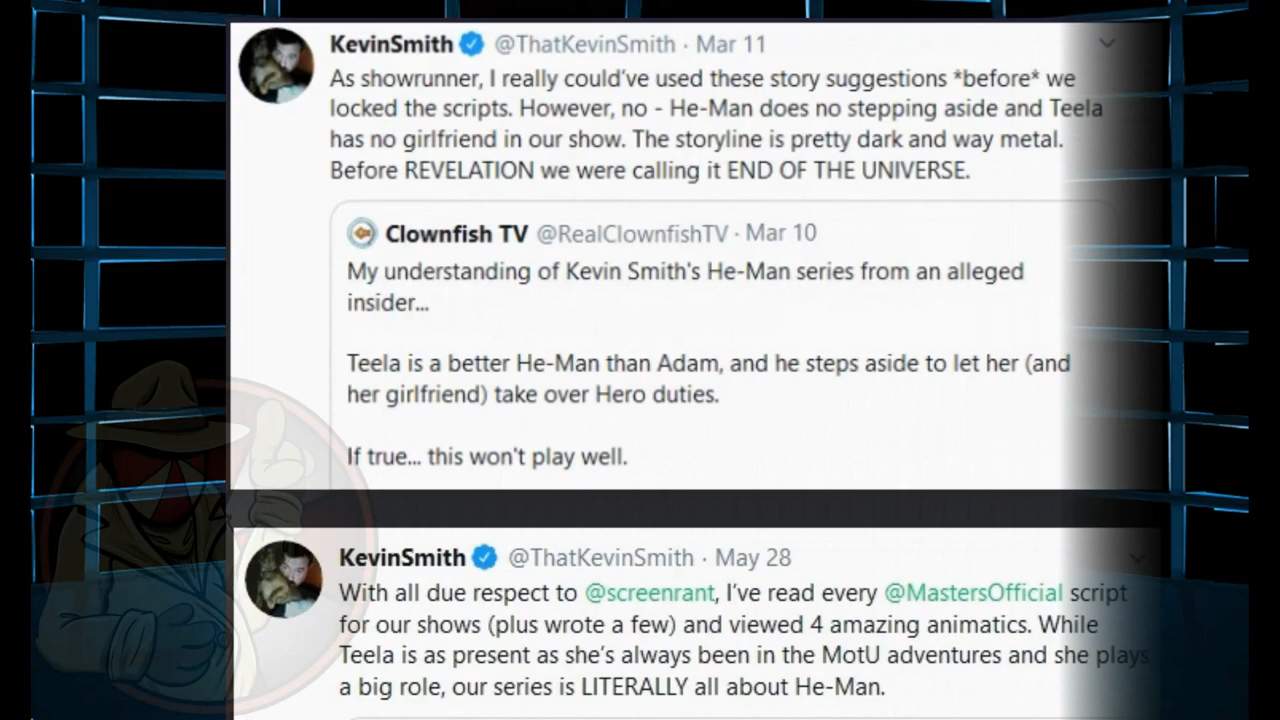 KevinSmith @ThatKevinSmith · Mar 11
As showrunner, I really could've used these story suggestions *before* we
locked the scripts. However, no - He-Man does no stepping aside and Teela
has no girlfriend in our show. The storyline is pretty dark and way metal.
Before REVELATION we were calling it END OF THE UNIVERSE.
Clownfish TV @RealClownfishTV · Mar 10
My understanding of Kevin Smith's He-Man series from an alleged
insider...
Teela is a better He-Man than Adam, and he steps aside to let her (and
her girlfriend) take over Hero duties.
If true... this won't play well.
KevinSmith @ThatKevinSmith · May 28
With all due respect to @screenrant, I've read every @MastersOfficial script
for our shows (plus wrote a few) and viewed 4 amazing animatics. While
Teela is as present as she's always been in the MotU adventures and she plays
a big role, our series is LITERALLY all about He-Man.